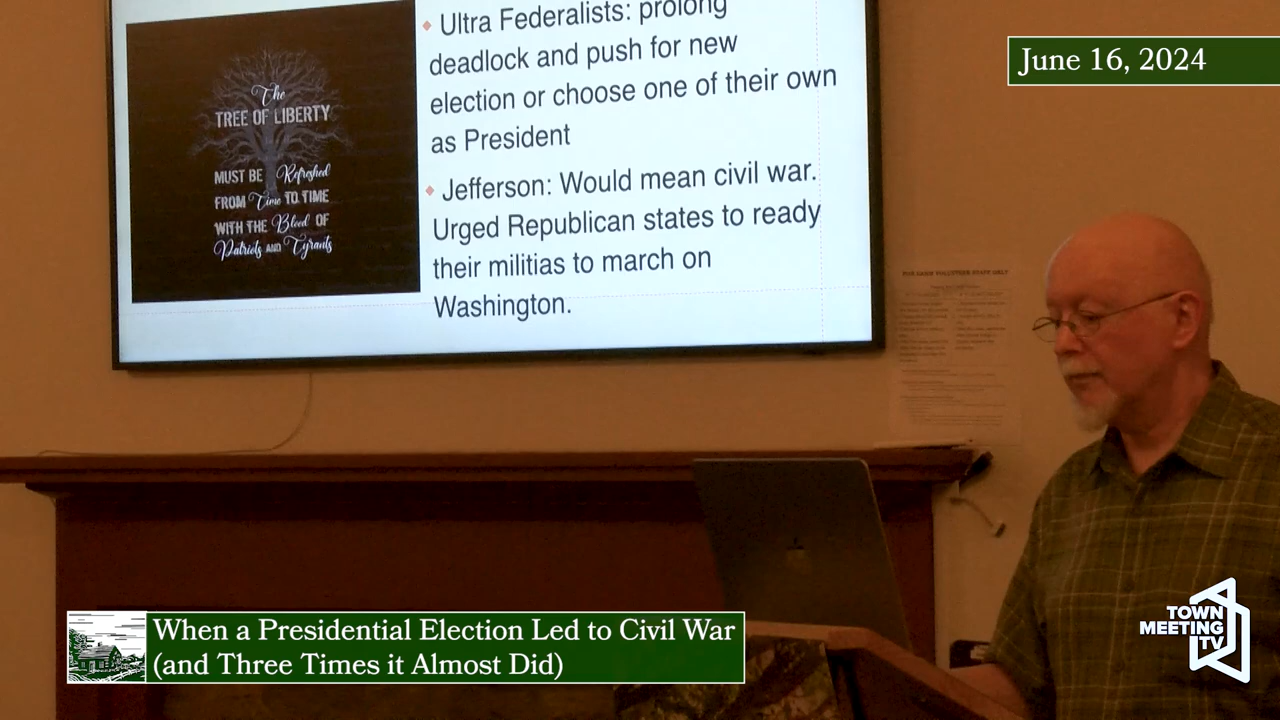 Ultra Federalists: prolong
deadlock and push for new
election or choose one of their own
as President
Jefferson: Would mean civil war.
Urged Republican states to ready
their militias to march on
Washington.
The
TREE OF LIBERTY
MUST BE Refreshed
FROM Time TO TIME
WITH THE Blood OF
Patriots AND Tyrants
June 16, 2024
When a Presidential Election Led to Civil War
(and Three Times it Almost Did)
TOWN
MEETING
TV